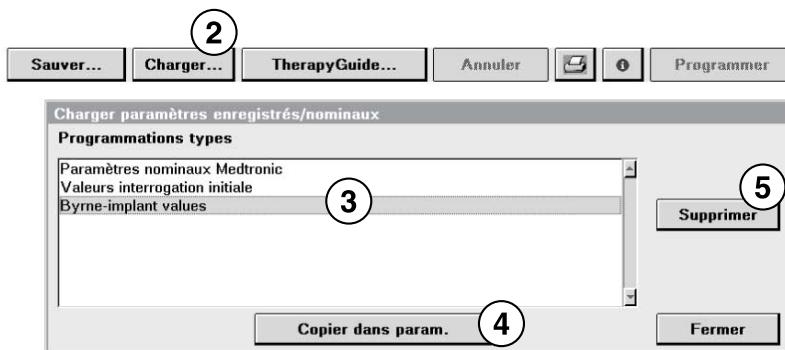 2
Sauver... Charger... TherapyGuide... Annuler Programmer
Charger paramètres enregistrés/nominaux
Programmations types
Paramètres nominaux Medtronic
Valeurs interrogation initiale
Byrne-implant values
3
5
Supprimer
Copier dans param.
4
Fermer